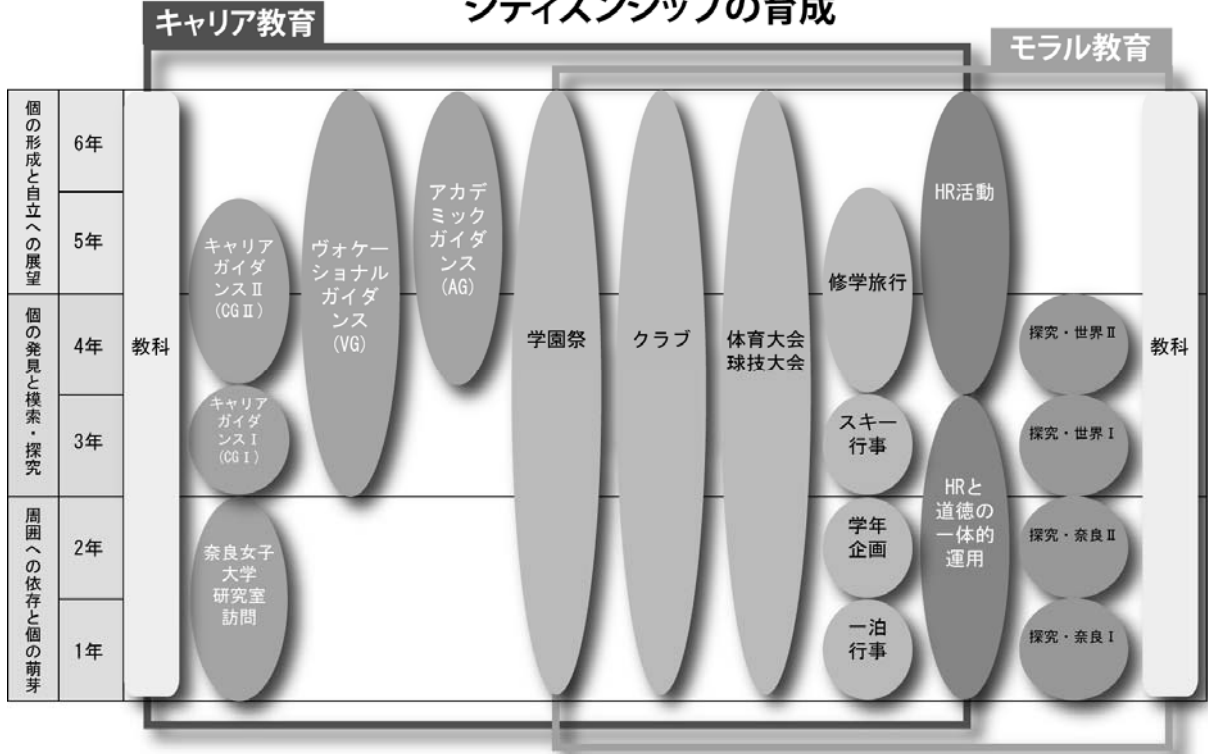 シティズンシップの育成
キャリア教育
モラル教育
個の形成と自立への展望
6年
5年
個の発見と模索・探究
4年
3年
周囲への依存と個の萌芽
2年
1年
教科
キャリア
ガイダ
ンスⅡ
(CGⅡ)
キャリア
ガイダ
ンスⅠ
(CGⅠ)
奈良女子
大学
研究室
訪問
ヴォケー
ショナル
ガイダ
ンス
(VG)
アカデ
ミック
ガイダ
ンス
(AG)
学園祭
クラブ
体育大会
球技大会
修学旅行
スキー
行事
学年
企画
一泊
行事
HR活動
HRと
道徳の
一体的
運用
探究・世界Ⅱ
探究・世界Ⅰ
探究・奈良Ⅱ
探究・奈良Ⅰ
教科